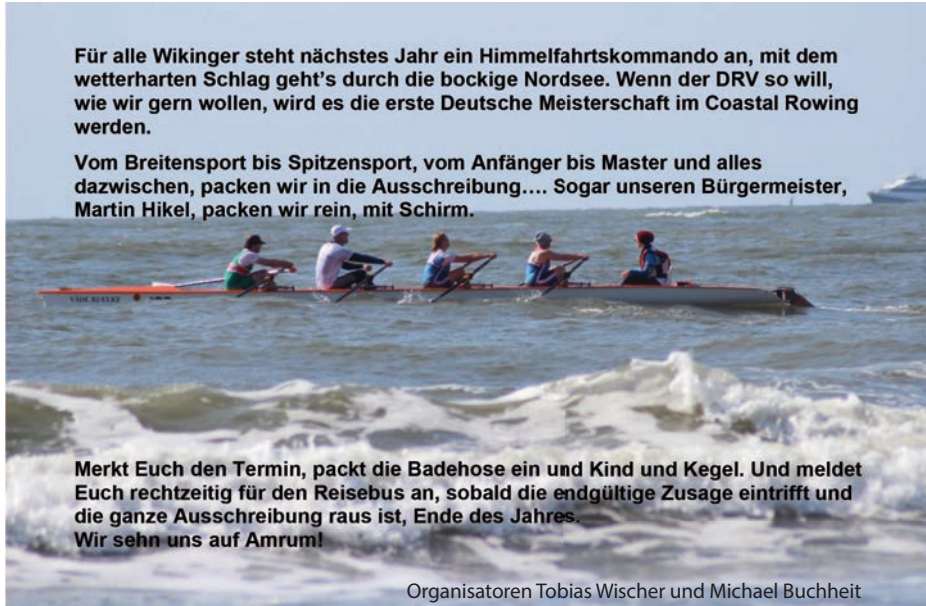 Für alle Wikinger steht nächstes Jahr ein Himmelfahrtskommando an, mit dem
wetterharten Schlag geht's durch die bockige Nordsee. Wenn der DRV so will,
wie wir gern wollen, wird es die erste Deutsche Meisterschaft im Coastal Rowing
werden.
Vom Breitensport bis Spitzensport, vom Anfänger bis Master und alles
dazwischen, packen wir in die Ausschreibung.... Sogar unseren Bürgermeister,
Martin Hikel, packen wir rein, mit Schirm.
Merkt Euch den Termin, packt die Badehose ein und Kind und Kegel. Und meldet
Euch rechtzeitig für den Reisebus an, sobald die endgültige Zusage eintrifft und
die ganze Ausschreibung raus ist, Ende des Jahres.
Wir sehn uns auf Amrum!
Organisatoren Tobias Wischer und Michael Buchheit